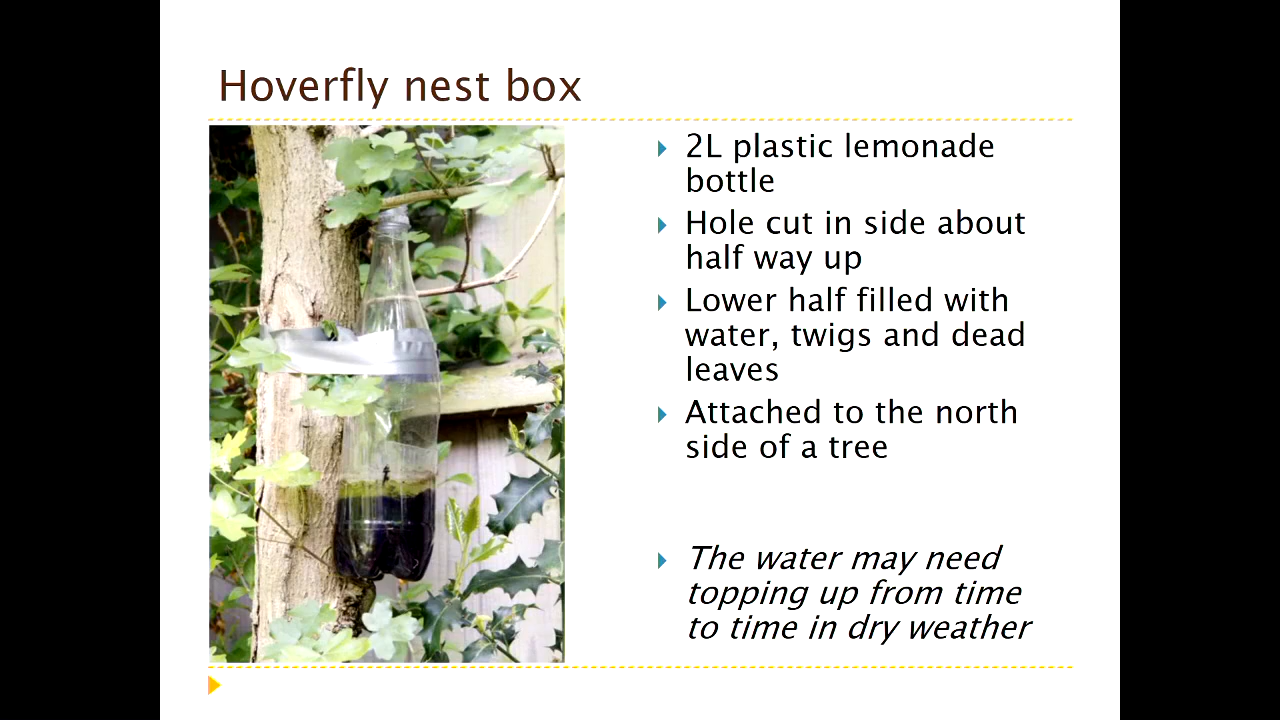 Hoverfly nest box
2L plastic lemonade
bottle
Hole cut in side about
half way up
Lower half filled with
water, twigs and dead
leaves
Attached to the north
side of a tree
The water may need
topping up from time
to time in dry weather